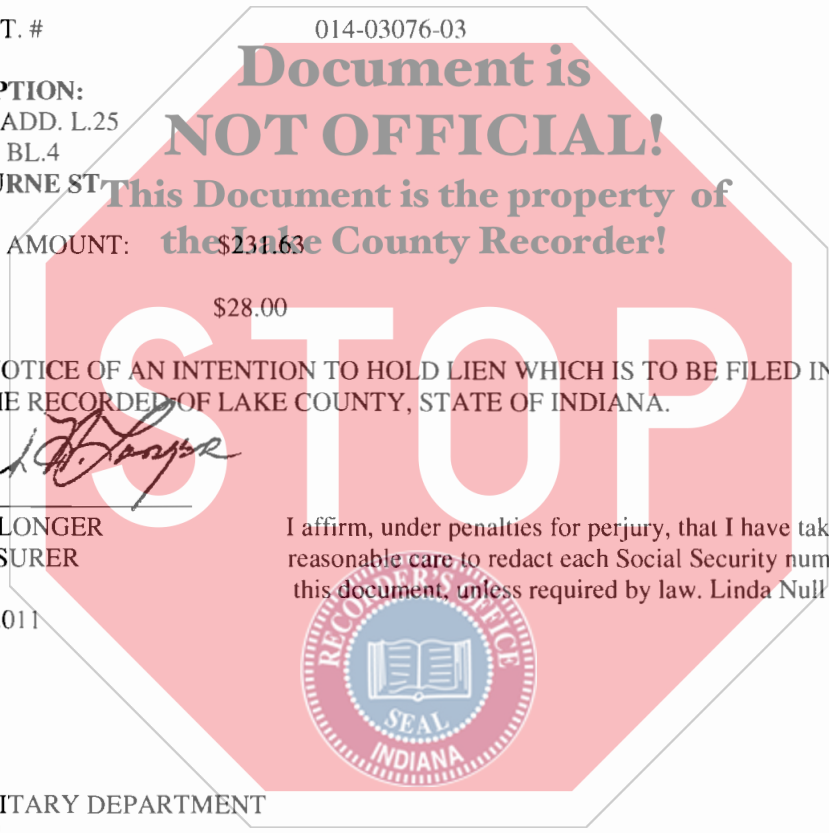 T. # 014-03076-03
Document is
PTION:
ADD. L.25
NOT OFFICIAL!
BL.4
URNE ST
This Document is the property of
AMOUNT: $231.63
the Lake County Recorder!
$28.00
STOP
OTICE OF AN INTENTION TO HOLD LIEN WHICH IS TO BE FILED IN
HE RECORDED OF LAKE COUNTY, STATE OF INDIANA.
LONGER
SURER
I affirm, under penalties for perjury, that I have tak
reasonable care to redact each Social Security num
this document, unless required by law. Linda Null
011
RECORDER'S OFFICE
SEAL
INDIANA
ITARY DEPARTMENT